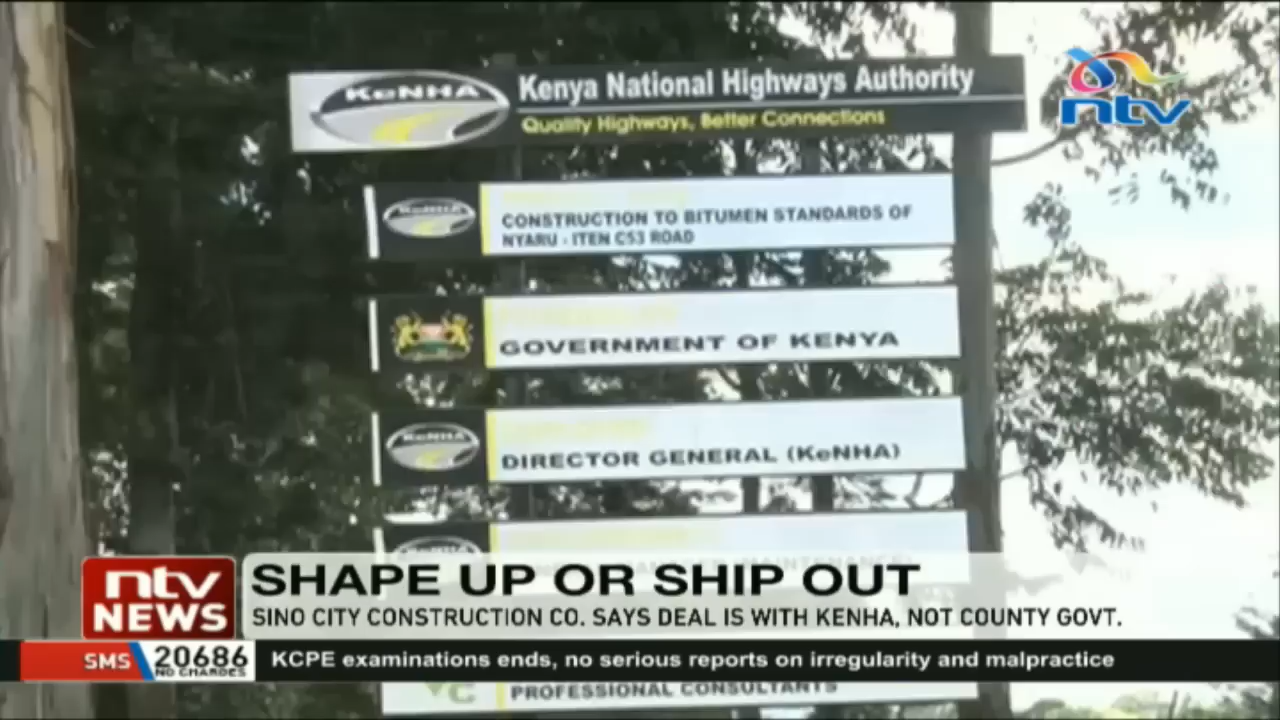 KeNHA
Kenya National Highways Authority
Quality Highways, Better Connections
ntv
KeNHA
CONSTRUCTION TO BITUMEN STANDARDS OF
NYARU - ITEN C53 ROAD
GOVERNMENT OF KENYA
KeNHA
DIRECTOR GENERAL (KeNHA)
KeNHA
MAINTENANCE)
ntv
NEWS
SHAPE UP OR SHIP OUT
SINO CITY CONSTRUCTION CO. SAYS DEAL IS WITH KENHA, NOT COUNTY GOVT.
SMS 20686
NO CHARGES
KCPE examinations ends, no serious reports on irregularity and malpractice
PROFESSIONAL CONSULTANTS